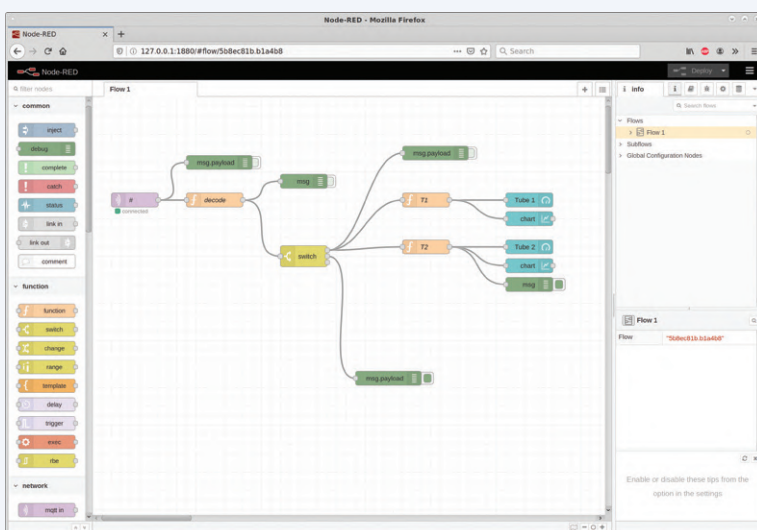 Node-RED - Mozilla Firefox
Node-RED
127.0.0.1:1880/#flow/5b8ec81b.b1a4b8
Search
Node-RED
Deploy
filter nodes
Flow 1
info
Search flows
common
inject
debug
complete
catch
status
link in
link out
comment
function
function
switch
change
range
template
delay
trigger
exec
rbe
network
mqtt in
msg.payload
#
connected
decode
msg
switch
msg.payload
T1
Tube 1
chart
T2
Tube 2
chart
msg
msg.payload
Flows
Flow 1
Subflows
Global Configuration Nodes
Flow 1
Flow
"5b8ec81b.b1a4b8"
Enable or disable these tips from the
option in the settings